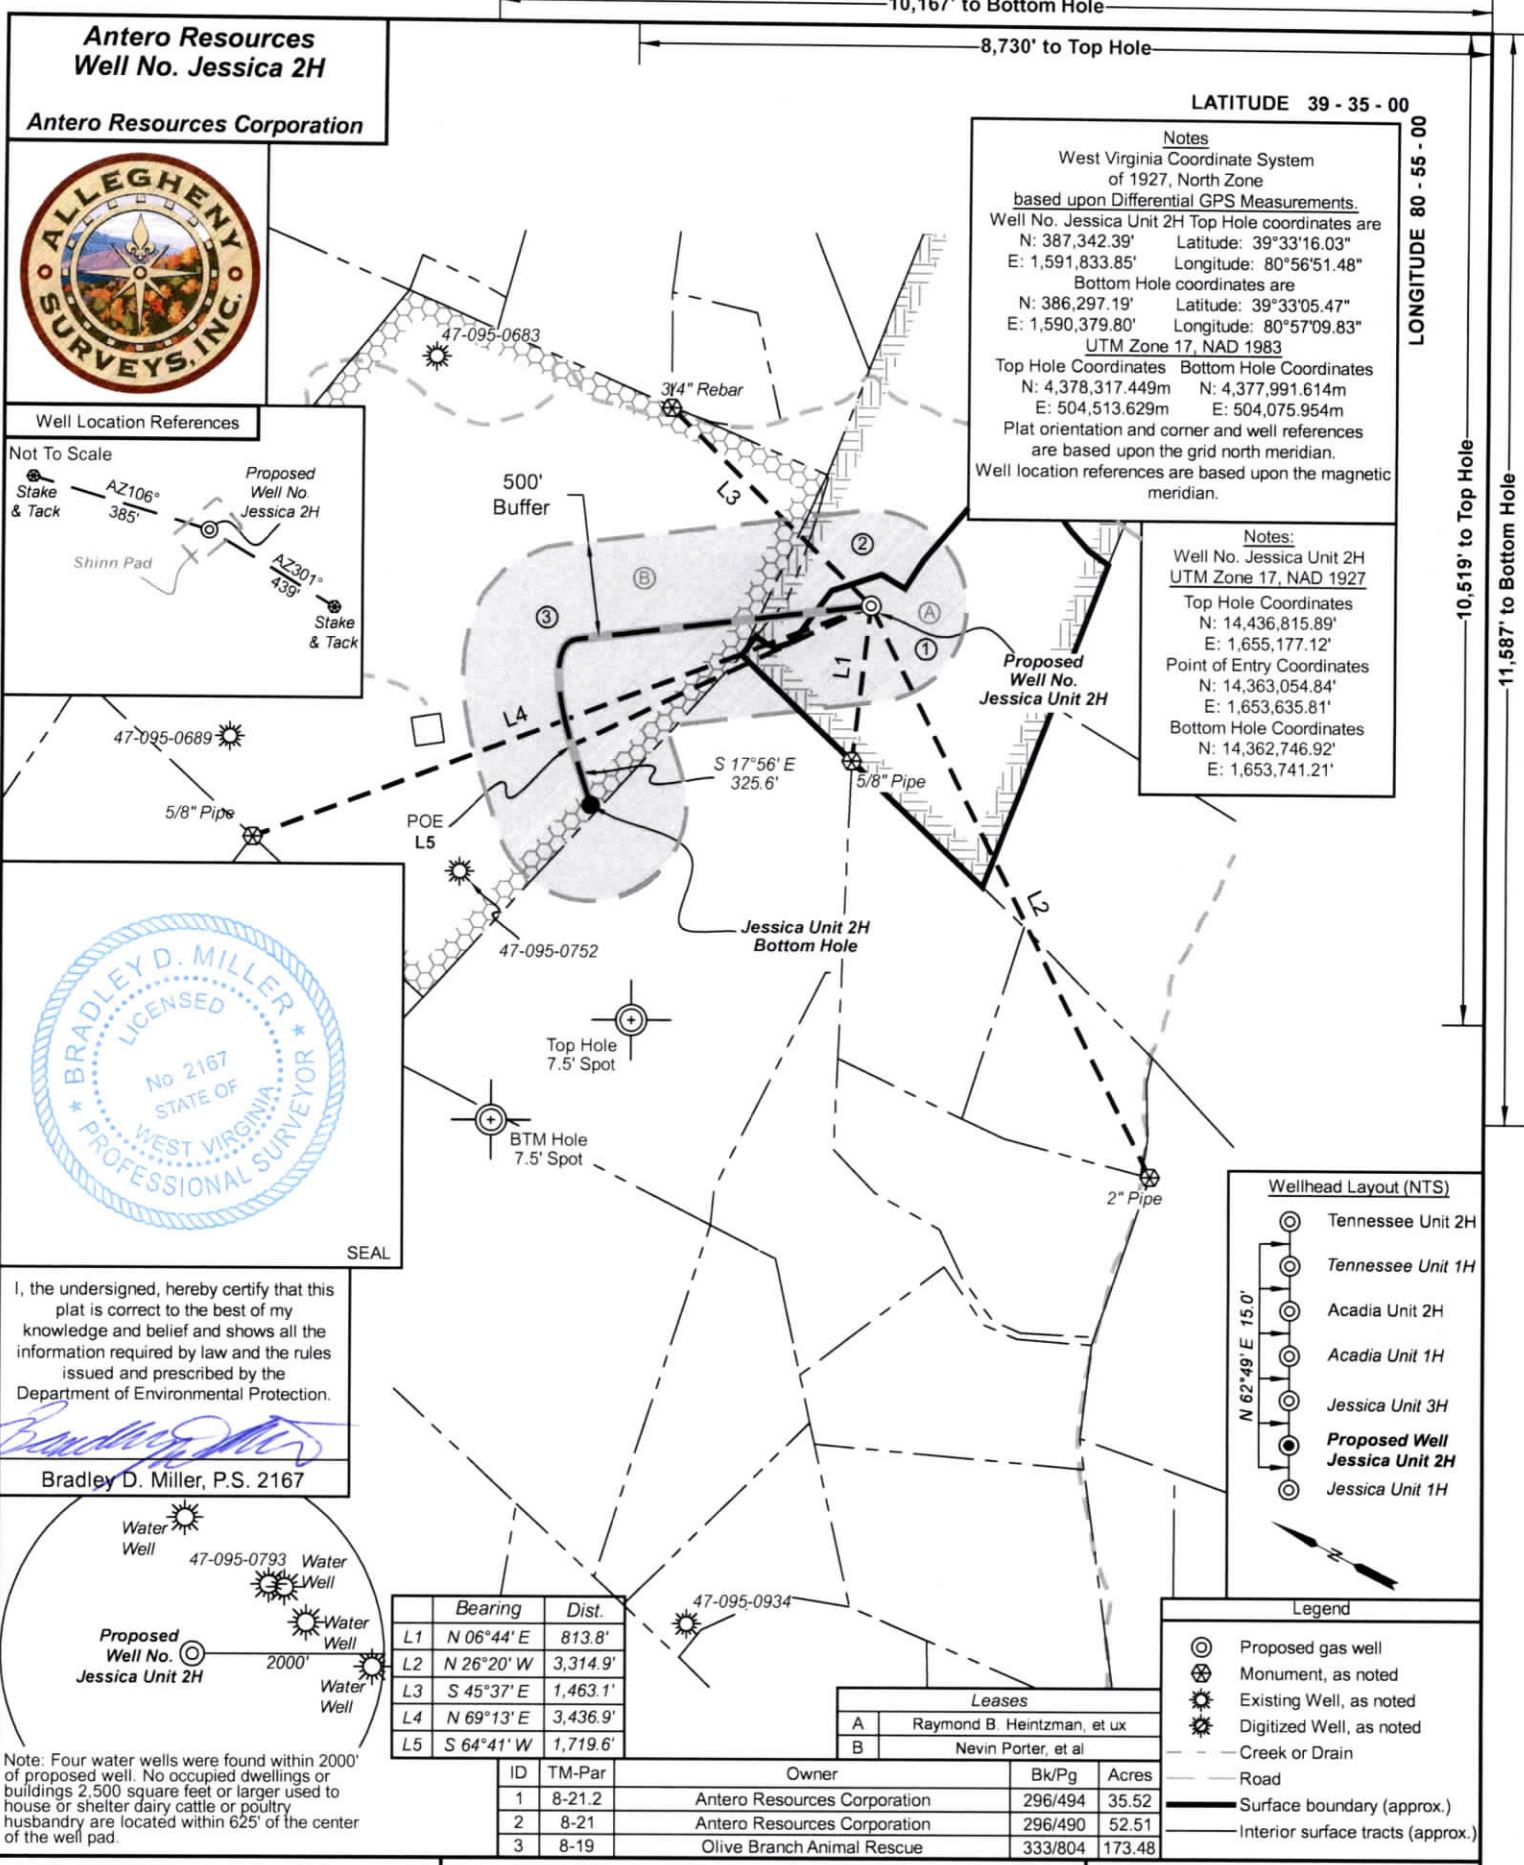 10,167' to Bottom Hole
8,730' to Top Hole
Antero Resources
Well No. Jessica 2H
Antero Resources Corporation
ALLEGHENY
SURVEYS, INC.
LATITUDE 39 - 35 - 00
LONGITUDE 80 - 55 - 00
Notes
West Virginia Coordinate System
of 1927, North Zone
based upon Differential GPS Measurements.
Well No. Jessica Unit 2H Top Hole coordinates are
N: 387,342.39' Latitude: 39°33'16.03"
E: 1,591,833.85' Longitude: 80°56'51.48"
Bottom Hole coordinates are
N: 386,297.19' Latitude: 39°33'05.47"
E: 1,590,379.80' Longitude: 80°57'09.83"
UTM Zone 17, NAD 1983
Top Hole Coordinates Bottom Hole Coordinates
N: 4,378,317.449m N: 4,377,991.614m
E: 504,513.629m E: 504,075.954m
Plat orientation and corner and well references
are based upon the grid north meridian.
Well location references are based upon the magnetic
meridian.
10,519' to Top Hole
11,587' to Bottom Hole
Notes:
Well No. Jessica Unit 2H
UTM Zone 17, NAD 1927
Top Hole Coordinates
N: 14,436,815.89'
E: 1,655,177.12'
Point of Entry Coordinates
N: 14,363,054.84'
E: 1,653,635.81'
Bottom Hole Coordinates
N: 14,362,746.92'
E: 1,653,741.21'
Well Location References
Not To Scale
Stake
& Tack
AZ106°
385'
Proposed
Well No.
Jessica 2H
Shinn Pad
AZ301°
439'
Stake
& Tack
47-095-0683
3/4" Rebar
L3
500'
Buffer
2
B
3
A
1
L1
Proposed
Well No.
Jessica Unit 2H
L4
47-095-0689
5/8" Pipe
S 17°56' E
325.6'
5/8" Pipe
POE
L5
L2
Jessica Unit 2H
Bottom Hole
47-095-0752
Top Hole
7.5' Spot
BTM Hole
7.5' Spot
2" Pipe
BRADLEY D. MILLER
LICENSED
No. 2167
STATE OF
WEST VIRGINIA
PROFESSIONAL SURVEYOR
SEAL
I, the undersigned, hereby certify that this
plat is correct to the best of my
knowledge and belief and shows all the
information required by law and the rules
issued and prescribed by the
Department of Environmental Protection.
Bradley D. Miller, P.S. 2167
Wellhead Layout (NTS)
Tennessee Unit 2H
Tennessee Unit 1H
Acadia Unit 2H
Acadia Unit 1H
Jessica Unit 3H
Proposed Well
Jessica Unit 2H
Jessica Unit 1H
N 62°49' E 15.0'
N
Water
Well
47-095-0793
Water
Well
Water
Well
Water
Well
Proposed
Well No.
Jessica Unit 2H
2000'
Note: Four water wells were found within 2000'
of proposed well. No occupied dwellings or
buildings 2,500 square feet or larger used to
house or shelter dairy cattle or poultry
husbandry are located within 625' of the center
of the well pad.
Bearing Dist.
L1 N 06°44' E 813.8'
L2 N 26°20' W 3,314.9'
L3 S 45°37' E 1,463.1'
L4 N 69°13' E 3,436.9'
L5 S 64°41' W 1,719.6'
47-095-0934
Leases
A Raymond B. Heintzman, et ux
B Nevin Porter, et al
ID TM-Par Owner Bk/Pg Acres
1 8-21.2 Antero Resources Corporation 296/494 35.52
2 8-21 Antero Resources Corporation 296/490 52.51
3 8-19 Olive Branch Animal Rescue 333/804 173.48
Legend
Proposed gas well
Monument, as noted
Existing Well, as noted
Digitized Well, as noted
Creek or Drain
Road
Surface boundary (approx.)
Interior surface tracts (approx.)